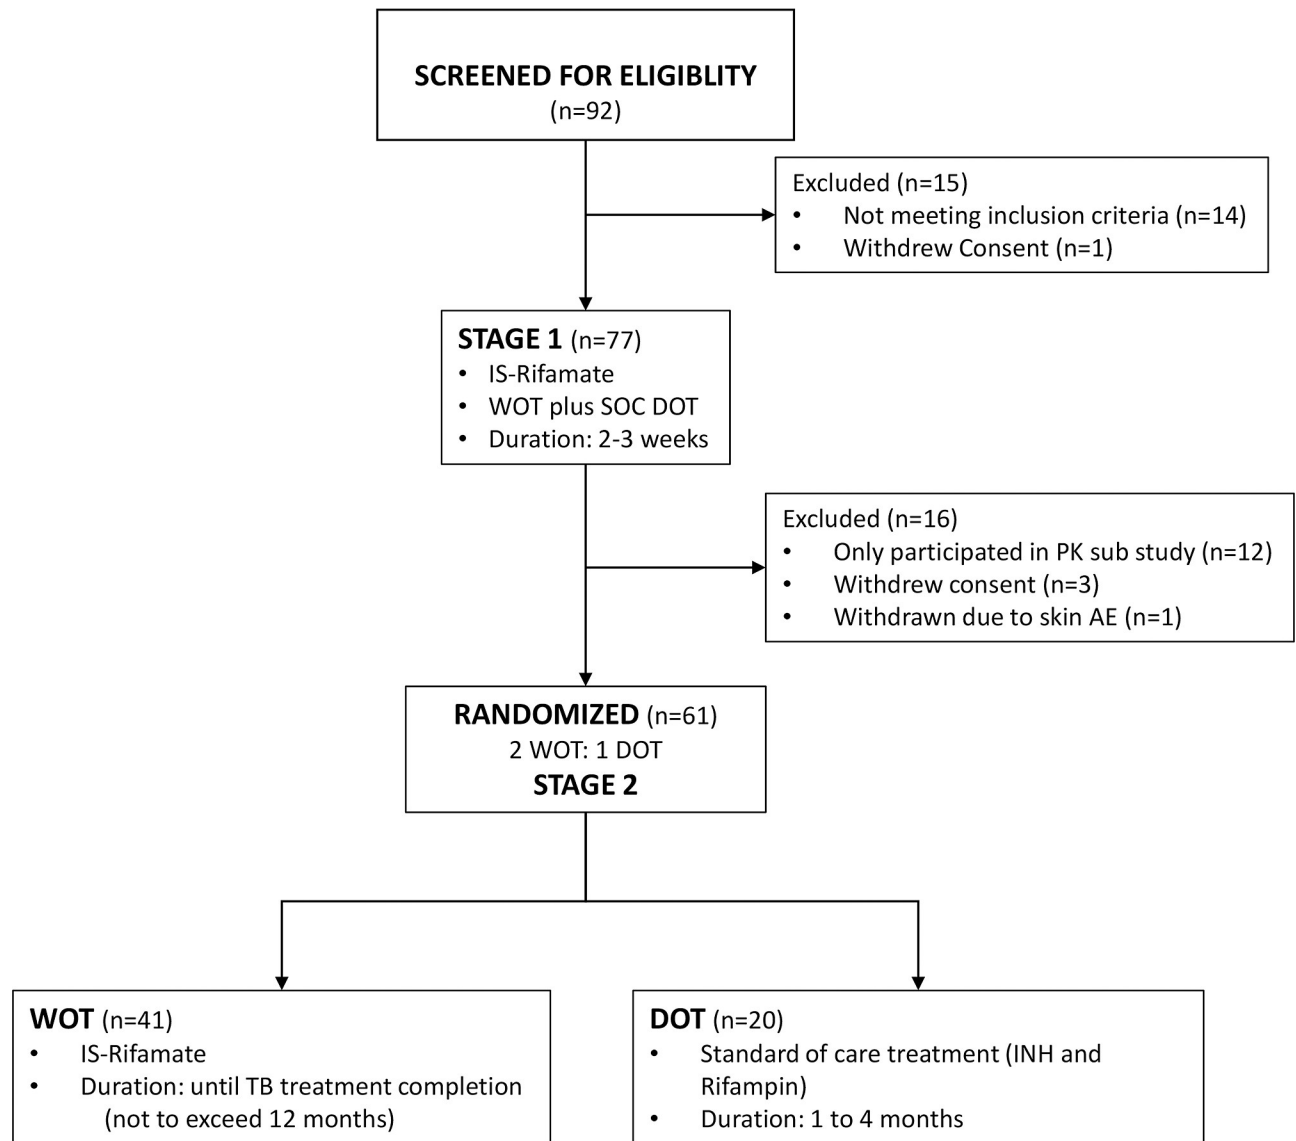 SCREENED FOR ELIGIBLITY
(n=92)
Excluded (n=15)
• Not meeting inclusion criteria (n=14)
• Withdrew Consent (n=1)
STAGE 1 (n=77)
• IS-Rifamate
• WOT plus SOC DOT
• Duration: 2-3 weeks
Excluded (n=16)
• Only participated in PK sub study (n=12)
• Withdrew consent (n=3)
• Withdrawn due to skin AE (n=1)
RANDOMIZED (n=61)
2 WOT: 1 DOT
STAGE 2
WOT (n=41)
• IS-Rifamate
• Duration: until TB treatment completion
(not to exceed 12 months)
DOT (n=20)
• Standard of care treatment (INH and
Rifampin)
• Duration: 1 to 4 months